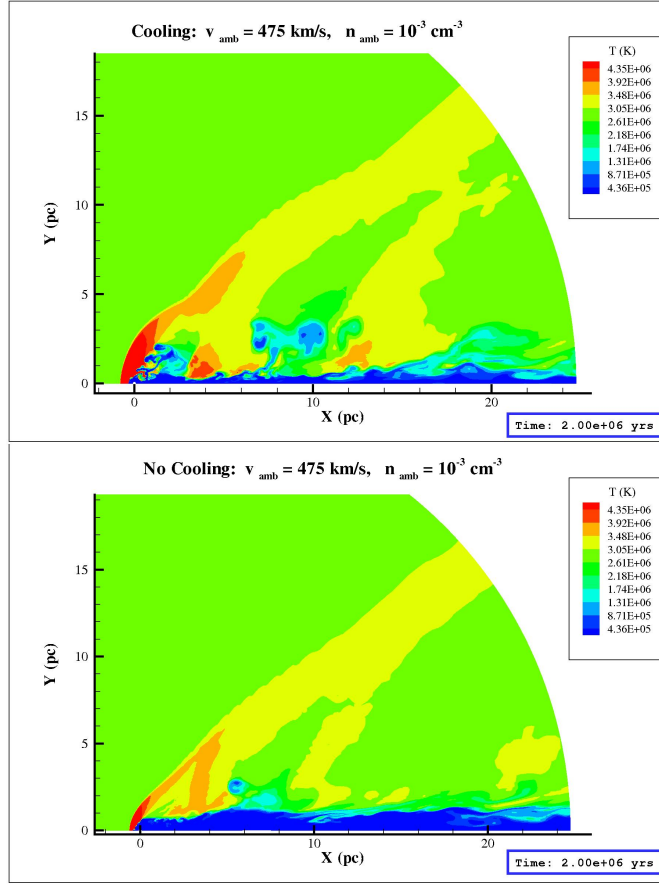 Cooling: v amb = 475 km/s, n amb = 10⁻³ cm⁻³
T (K)
4.35E+06
3.92E+06
3.48E+06
3.05E+06
2.61E+06
2.18E+06
1.74E+06
1.31E+06
8.71E+05
4.36E+05
Y (pc)
15
10
5
0
0 10 20
X (pc)
Time: 2.00e+06 yrs
No Cooling: v amb = 475 km/s, n amb = 10⁻³ cm⁻³
T (K)
4.35E+06
3.92E+06
3.48E+06
3.05E+06
2.61E+06
2.18E+06
1.74E+06
1.31E+06
8.71E+05
4.36E+05
Y (pc)
15
10
5
0
0 10 20
X (pc)
Time: 2.00e+06 yrs